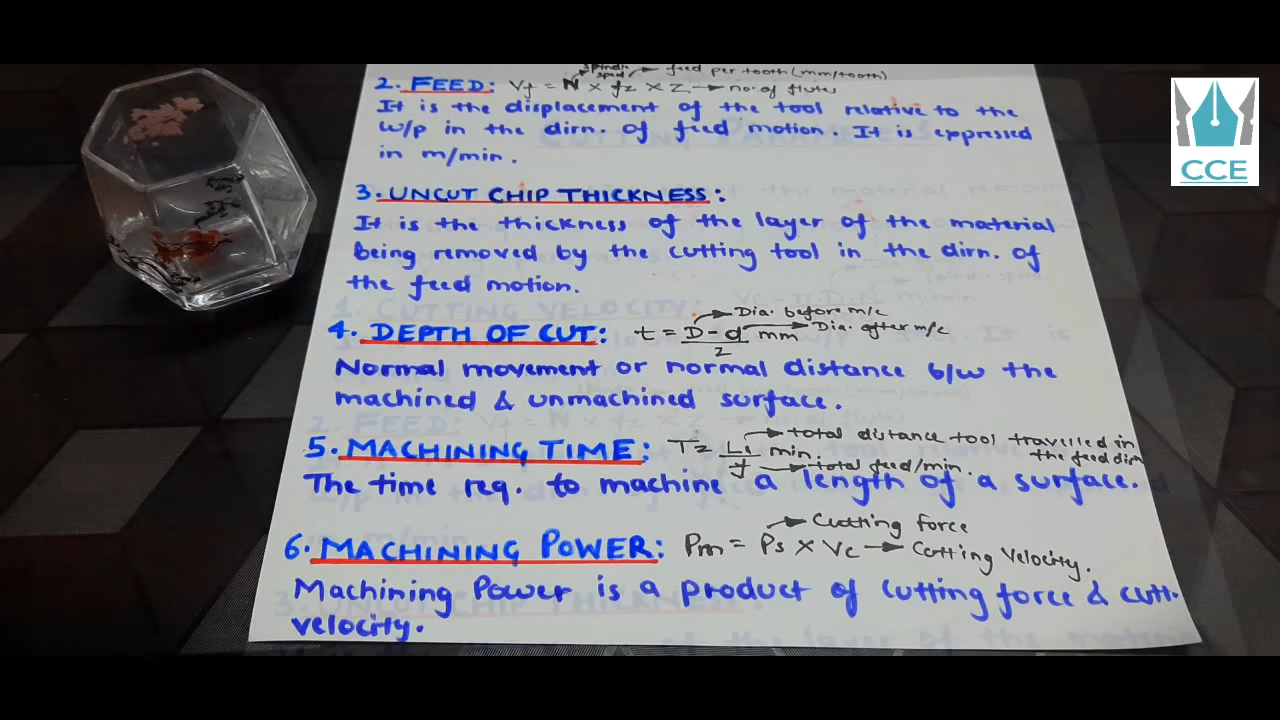 spindle speed → feed per tooth (mm/tooth)
2. FEED: Vf = N × fz × Z → no. of flutes
It is the displacement of the tool relative to the
w/p in the dirn. of feed motion. It is expressed
in m/min.
3. UNCUT CHIP THICKNESS:
It is the thickness of the layer of the material
being removed by the cutting tool in the dirn. of
the feed motion.
→ Dia. before m/c
4. DEPTH OF CUT: t = D - d / 2 mm → Dia. after m/c
Normal movement or normal distance b/w the
machined & unmachined surface.
→ total distance tool travelled in
the feed dirn
5. MACHINING TIME: T = Li / f min.
→ total feed/min.
The time req. to machine a length of a surface.
→ Cutting force
6. MACHINING POWER: Pm = Ps × Vc → Cutting Velocity.
Machining Power is a product of cutting force & cutt.
velocity.
CCE